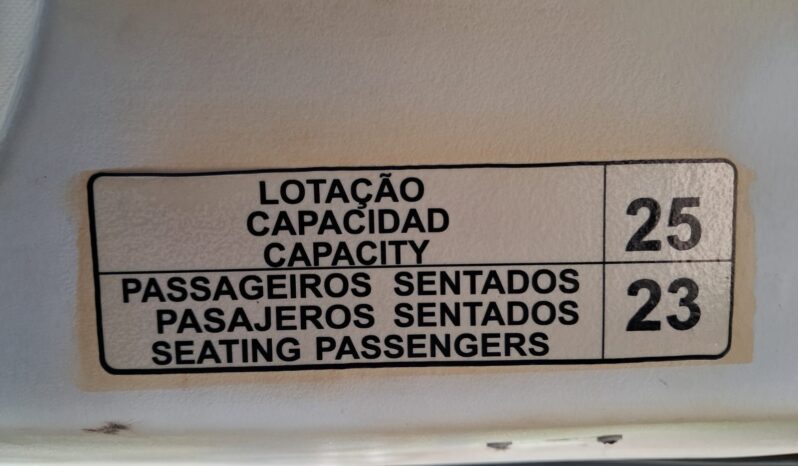 LOTAÇÃO
CAPACIDAD
CAPACITY
25
PASSAGEIROS SENTADOS
PASAJEROS SENTADOS
SEATING PASSENGERS
23